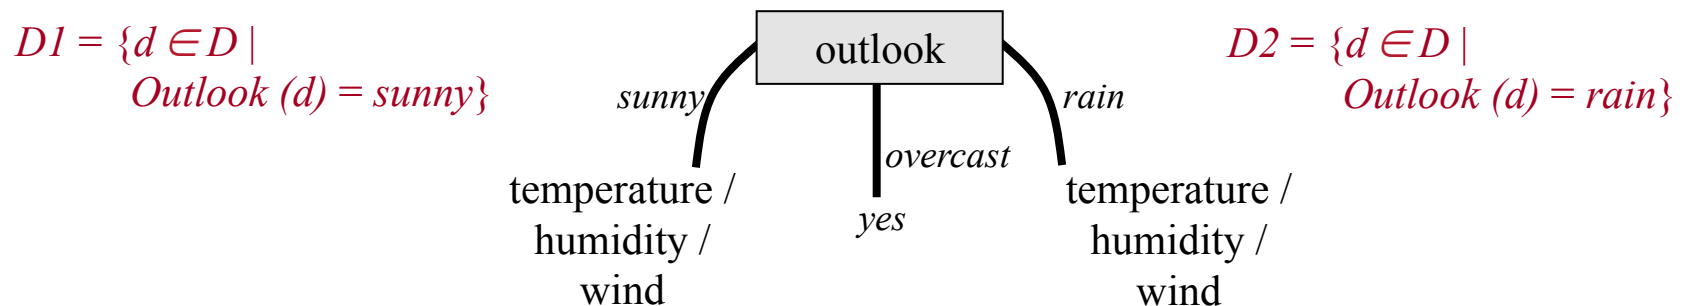 D1 = {d ∈ D |
Outlook (d) = sunny}
outlook
sunny
rain
overcast
yes
temperature /
humidity /
wind
temperature /
humidity /
wind
D2 = {d ∈ D |
Outlook (d) = rain}